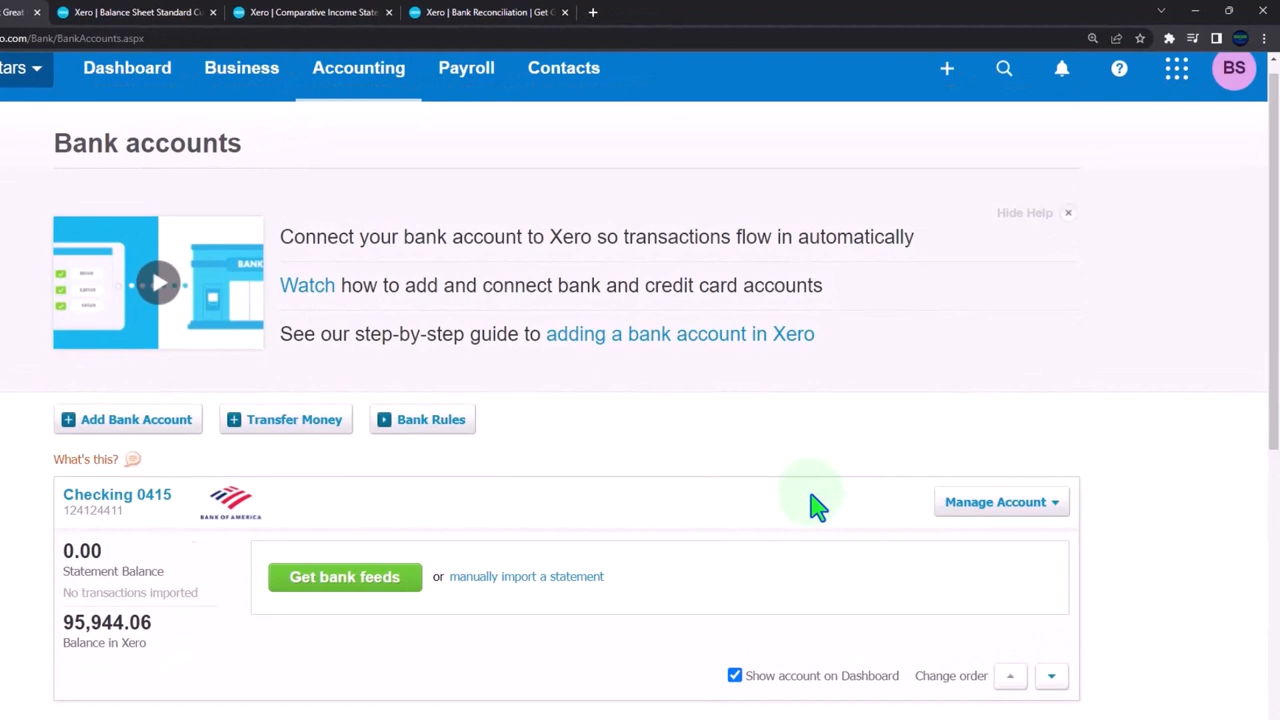 Great
Xero | Balance Sheet Standard Cu
Xero | Comparative Income State
Xero | Bank Reconciliation | Get G
o.com/Bank/BankAccounts.aspx
tars
Dashboard
Business
Accounting
Payroll
Contacts
BS
Bank accounts
Hide Help
Connect your bank account to Xero so transactions flow in automatically
Watch how to add and connect bank and credit card accounts
See our step-by-step guide to adding a bank account in Xero
BANK
Add Bank Account
Transfer Money
Bank Rules
What's this?
Checking 0415
124124411
BANK OF AMERICA
Manage Account
0.00
Statement Balance
No transactions imported
Get bank feeds or manually import a statement
95,944.06
Balance in Xero
Show account on Dashboard
Change order